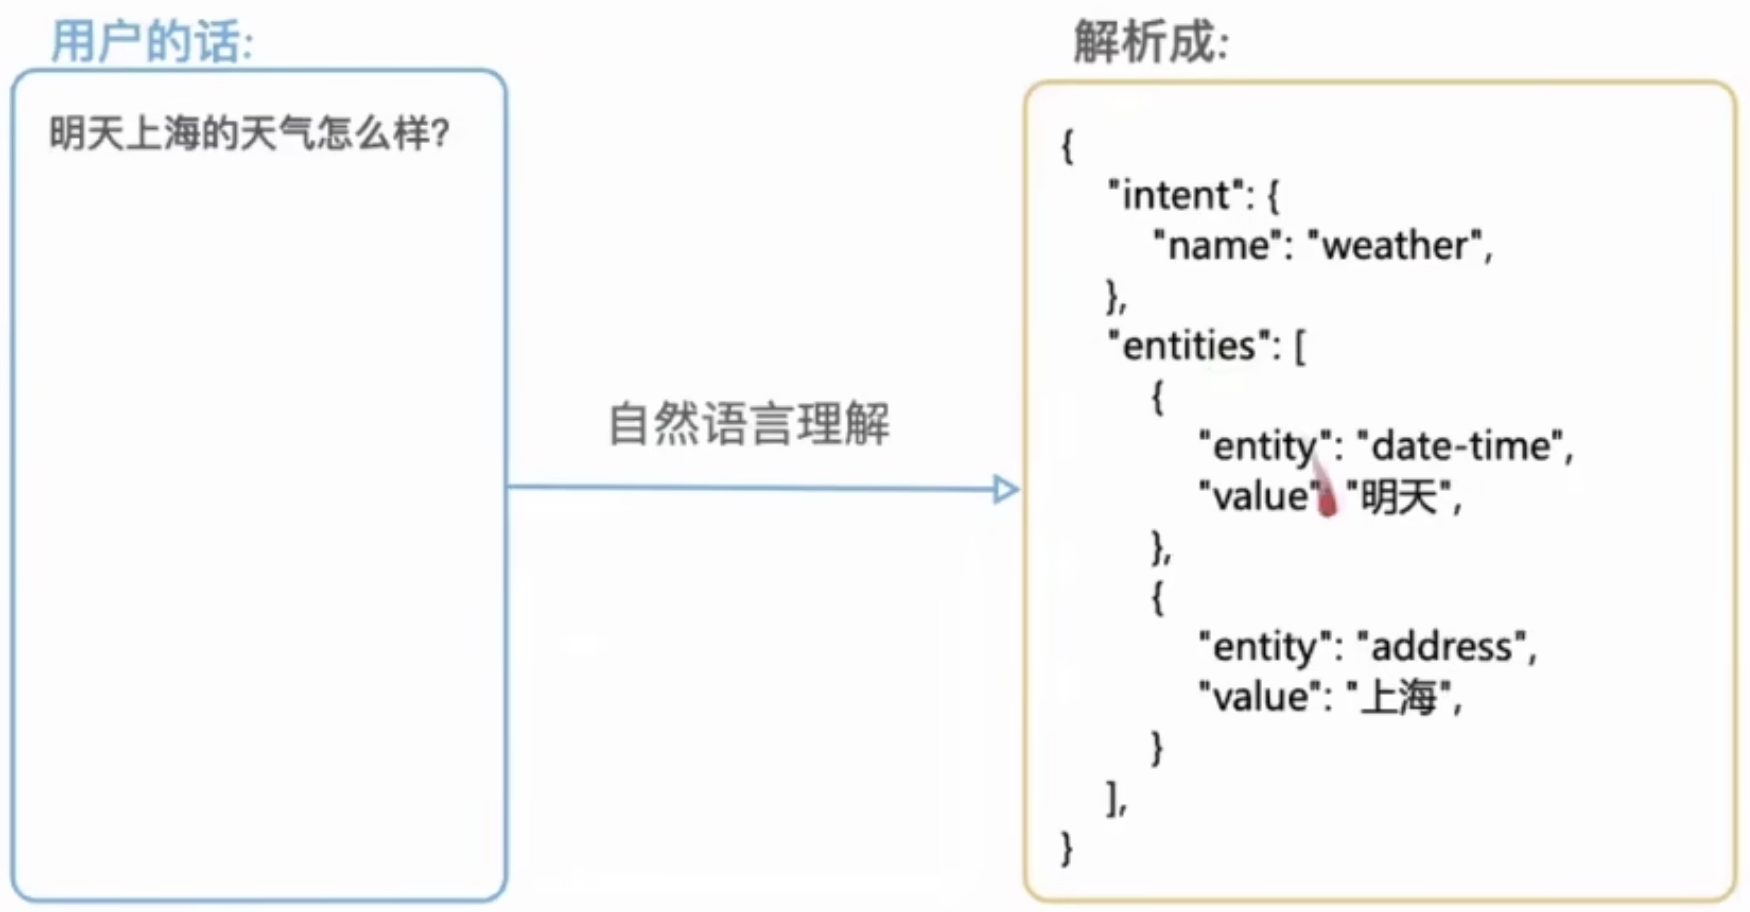 用户的话:
明天上海的天气怎么样?
自然语言理解
解析成:
{
"intent": {
"name": "weather",
},
"entities": [
{
"entity": "date-time",
"value": "明天",
},
{
"entity": "address",
"value": "上海",
}
],
}